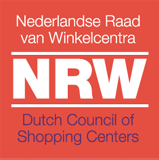 Nederlandse Raad
van Winkelcentra
NRW
Dutch Council of
Shopping Centers